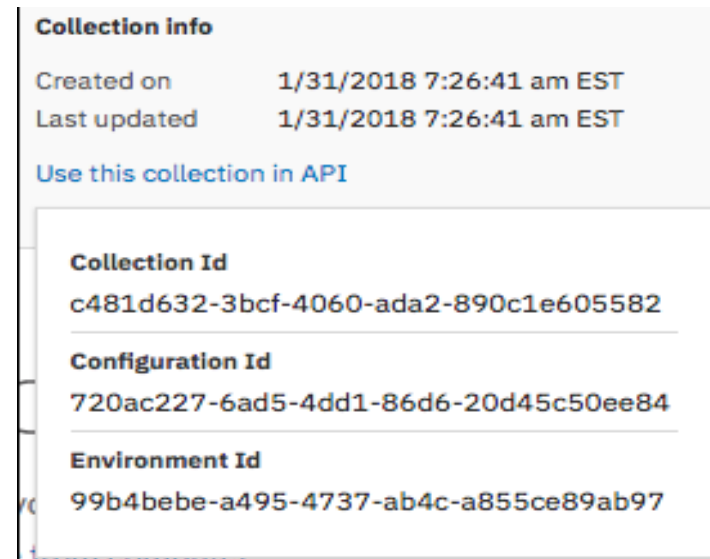 Collection info
Created on 1/31/2018 7:26:41 am EST
Last updated 1/31/2018 7:26:41 am EST
Use this collection in API
Collection Id
c481d632-3bcf-4060-ada2-890c1e605582
Configuration Id
720ac227-6ad5-4dd1-86d6-20d45c50ee84
Environment Id
99b4bebe-a495-4737-ab4c-a855ce89ab97